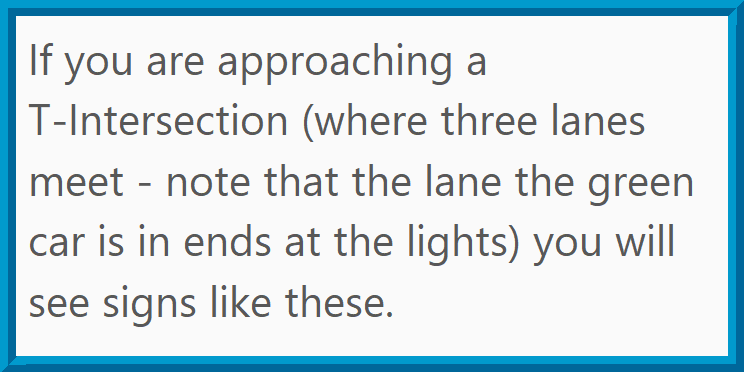 If you are approaching a
T-Intersection (where three lanes
meet - note that the lane the green
car is in ends at the lights) you will
see signs like these.